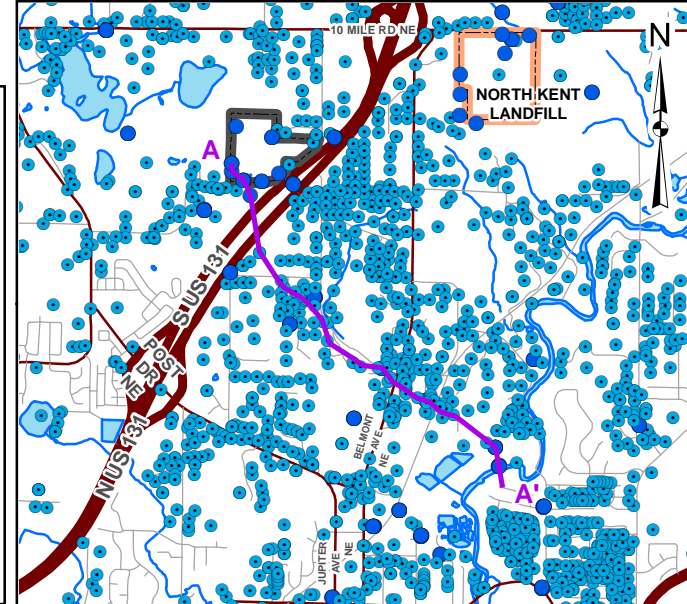 10 MILE RD NE
N
NORTH KENT
LANDFILL
A
S US 131
POST
DR
NE
N US 131
BELMONT
AVE
NE
A'
JUPITER
AVE
NE